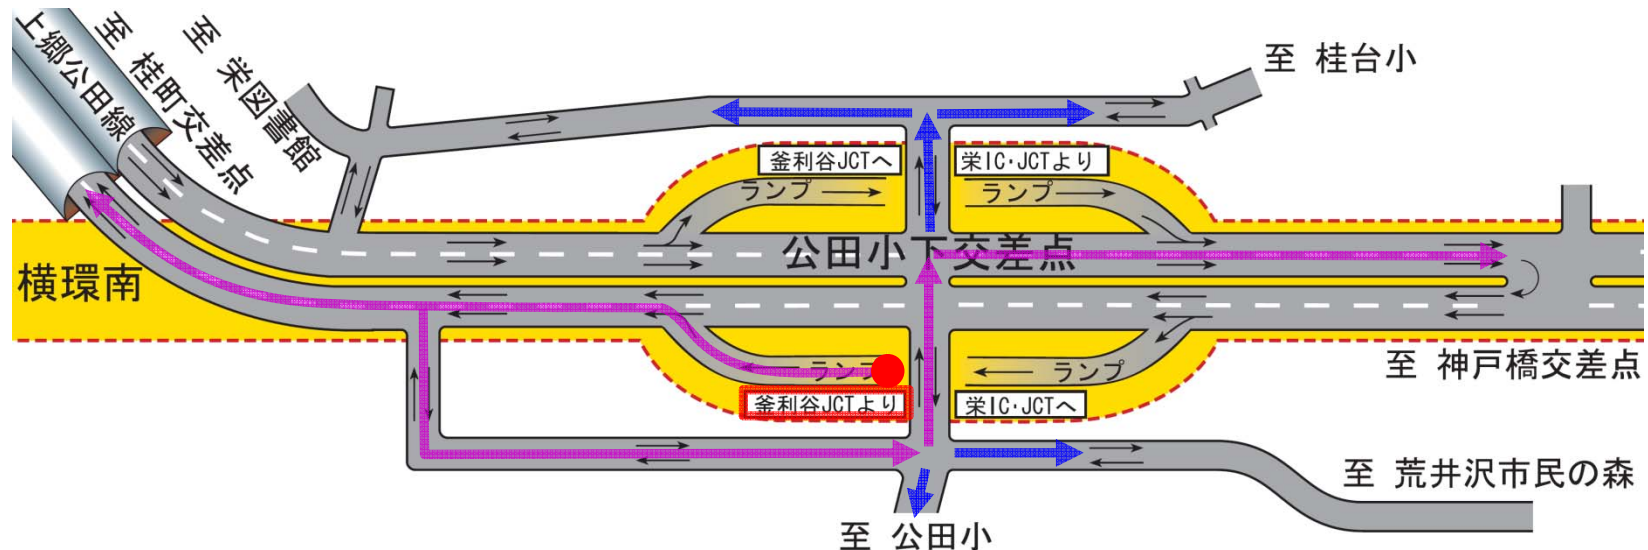 上郷公田線
至 桂町交差点
至 栄図書館
至 桂台小
釜利谷JCTへ
栄IC・JCTより
ランプ
ランプ
公田小下交差点
横環南
ランプ
ランプ
釜利谷JCTより
栄IC・JCTへ
至 神戸橋交差点
至 荒井沢市民の森
至 公田小